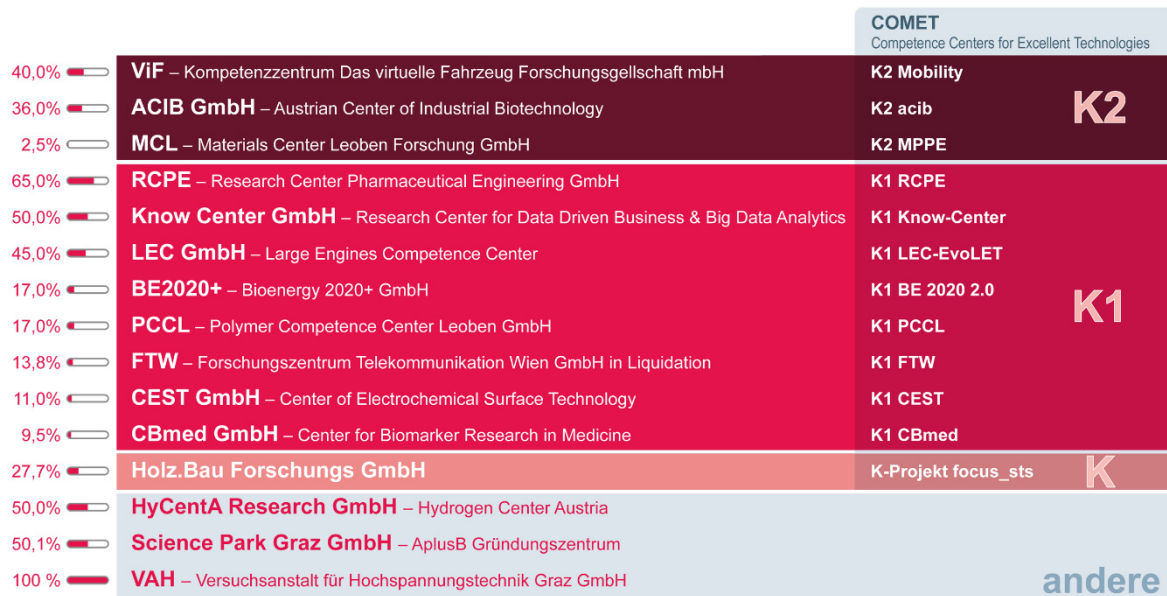 COMET
Competence Centers for Excellent Technologies
40,0% ViF – Kompetenzzentrum Das virtuelle Fahrzeug Forschungsgellschaft mbH K2 Mobility
36,0% ACIB GmbH – Austrian Center of Industrial Biotechnology K2 acib K2
2,5% MCL – Materials Center Leoben Forschung GmbH K2 MPPE
65,0% RCPE – Research Center Pharmaceutical Engineering GmbH K1 RCPE
50,0% Know Center GmbH – Research Center for Data Driven Business & Big Data Analytics K1 Know-Center
45,0% LEC GmbH – Large Engines Competence Center K1 LEC-EvoLET
17,0% BE2020+ – Bioenergy 2020+ GmbH K1 BE 2020 2.0 K1
17,0% PCCL – Polymer Competence Center Leoben GmbH K1 PCCL
13,8% FTW – Forschungszentrum Telekommunikation Wien GmbH in Liquidation K1 FTW
11,0% CEST GmbH – Center of Electrochemical Surface Technology K1 CEST
9,5% CBmed GmbH – Center for Biomarker Research in Medicine K1 CBmed
27,7% Holz.Bau Forschungs GmbH K-Projekt focus_sts K
50,0% HyCentA Research GmbH – Hydrogen Center Austria
50,1% Science Park Graz GmbH – AplusB Gründungszentrum
100 % VAH – Versuchsanstalt für Hochspannungstechnik Graz GmbH andere